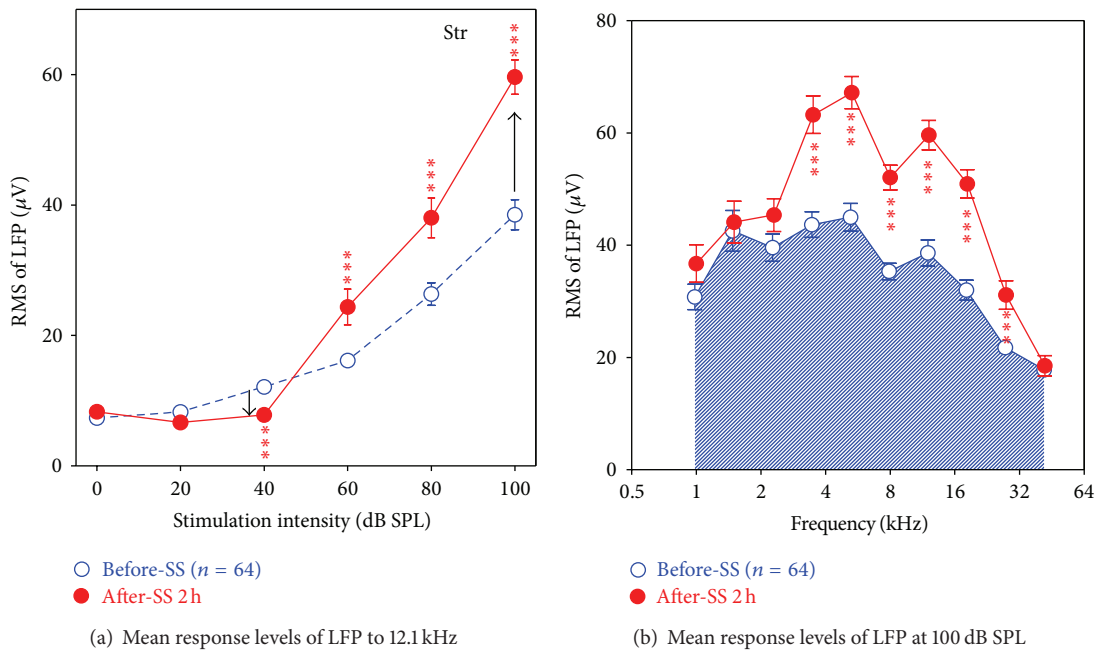 Str
60
40
20
0
RMS of LFP (μV)
0 20 40 60 80 100
Stimulation intensity (dB SPL)
***
***
***
***
Before-SS (n = 64)
After-SS 2 h
(a) Mean response levels of LFP to 12.1 kHz
80
60
40
20
0
RMS of LFP (μV)
0.5 1 2 4 8 16 32 64
Frequency (kHz)
***
***
***
***
***
***
Before-SS (n = 64)
After-SS 2 h
(b) Mean response levels of LFP at 100 dB SPL